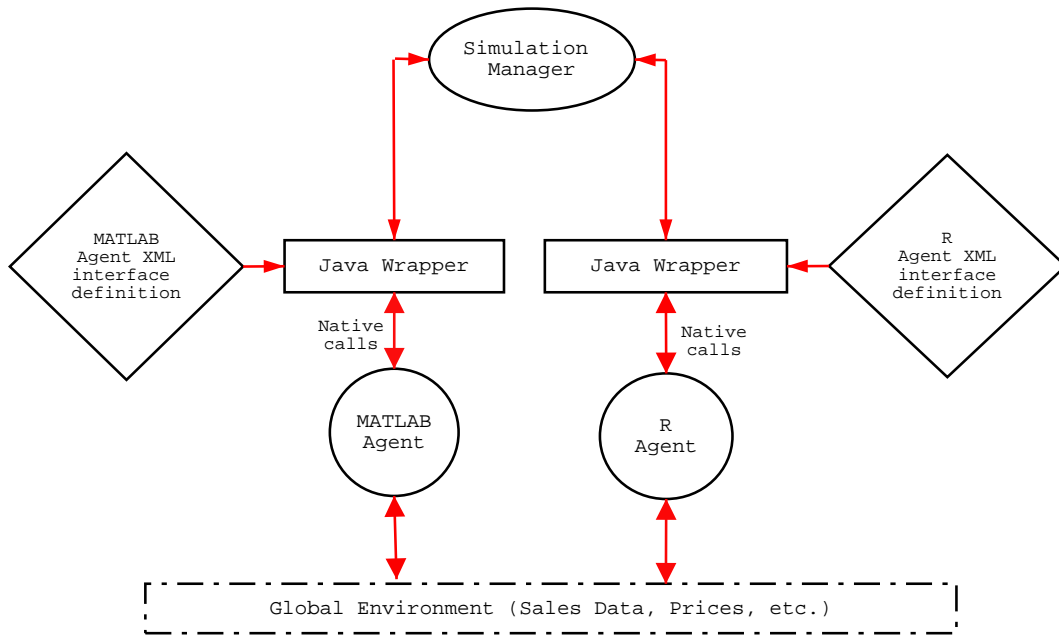 Simulation
Manager
MATLAB
Agent XML
interface
definition
Java Wrapper
Java Wrapper
R
Agent XML
interface
definition
Native
calls
Native
calls
MATLAB
Agent
R
Agent
Global Environment (Sales Data, Prices, etc.)